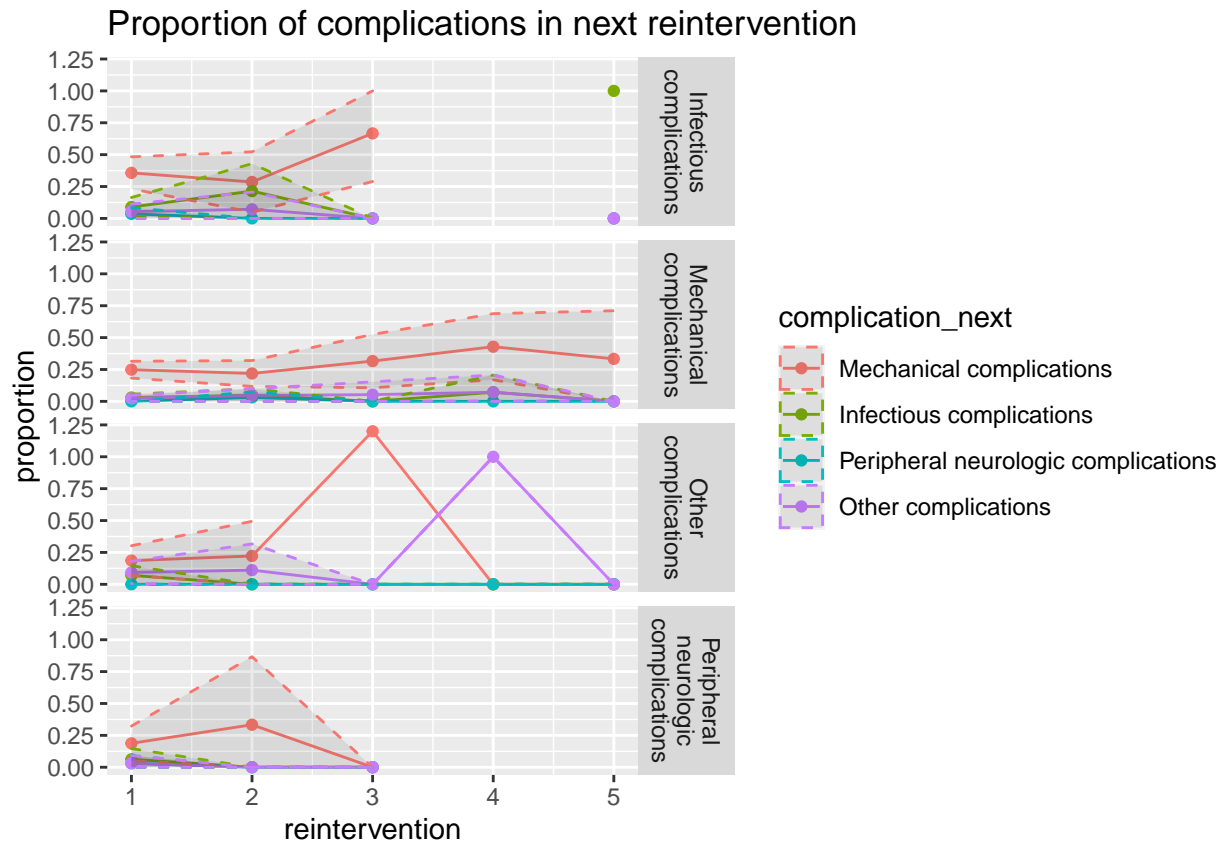 Proportion of complications in next reintervention
proportion
1.25
1.00
0.75
0.50
0.25
0.00
Infectious
complications
1.25
1.00
0.75
0.50
0.25
0.00
Mechanical
complications
1.25
1.00
0.75
0.50
0.25
0.00
Other
complications
1.25
1.00
0.75
0.50
0.25
0.00
Peripheral
neurologic
complications
1 2 3 4 5
reintervention
complication_next
Mechanical complications
Infectious complications
Peripheral neurologic complications
Other complications